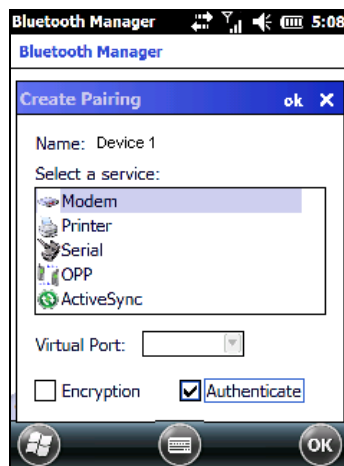 Bluetooth Manager 5:08
Bluetooth Manager
Create Pairing ok
Name: Device 1
Select a service:
Modem
Printer
Serial
OPP
ActiveSync
Virtual Port:
Encryption Authenticate
OK